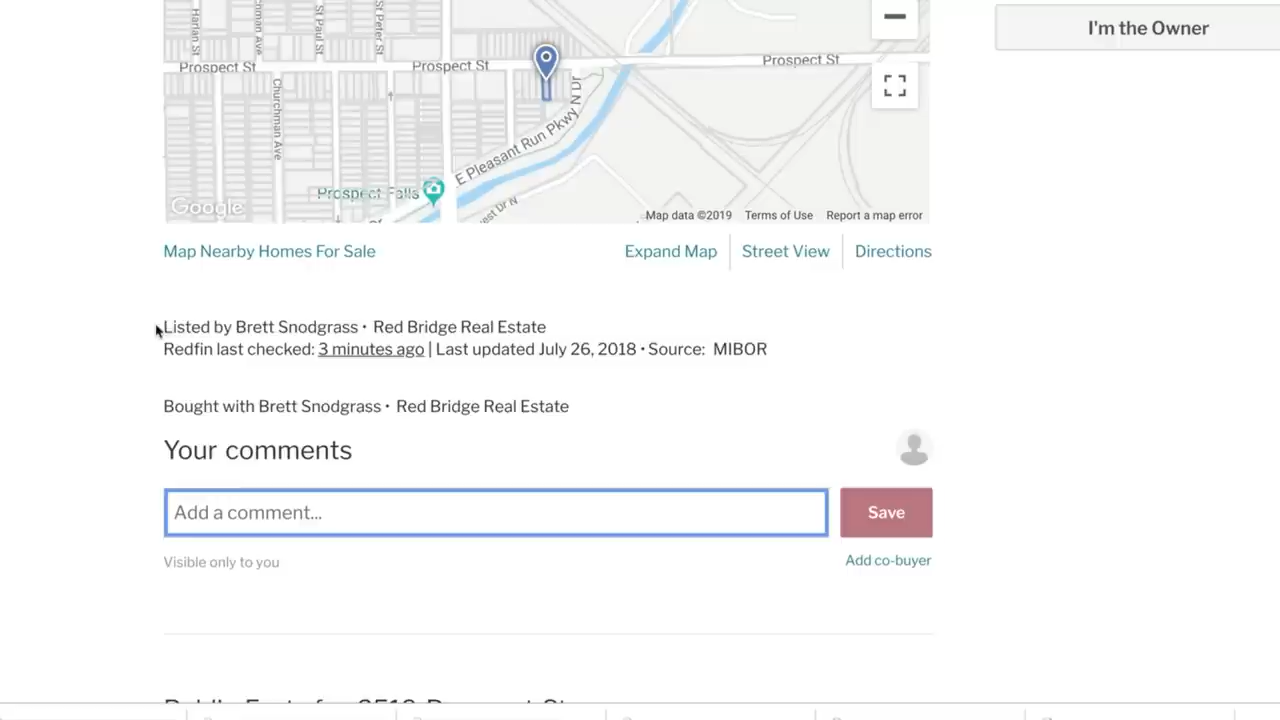 I'm the Owner
Harlan St
St Paul St
St Peter St
Prospect St
Prospect St
Prospect St
Churchman Ave
E Pleasant Run Pkwy N Dr
Prospect Falls
Google
Map data ©2019 Terms of Use Report a map error
Map Nearby Homes For Sale
Expand Map Street View Directions
Listed by Brett Snodgrass • Red Bridge Real Estate
Redfin last checked: 3 minutes ago | Last updated July 26, 2018 • Source: MIBOR
Bought with Brett Snodgrass • Red Bridge Real Estate
Your comments
Add a comment...
Save
Visible only to you
Add co-buyer